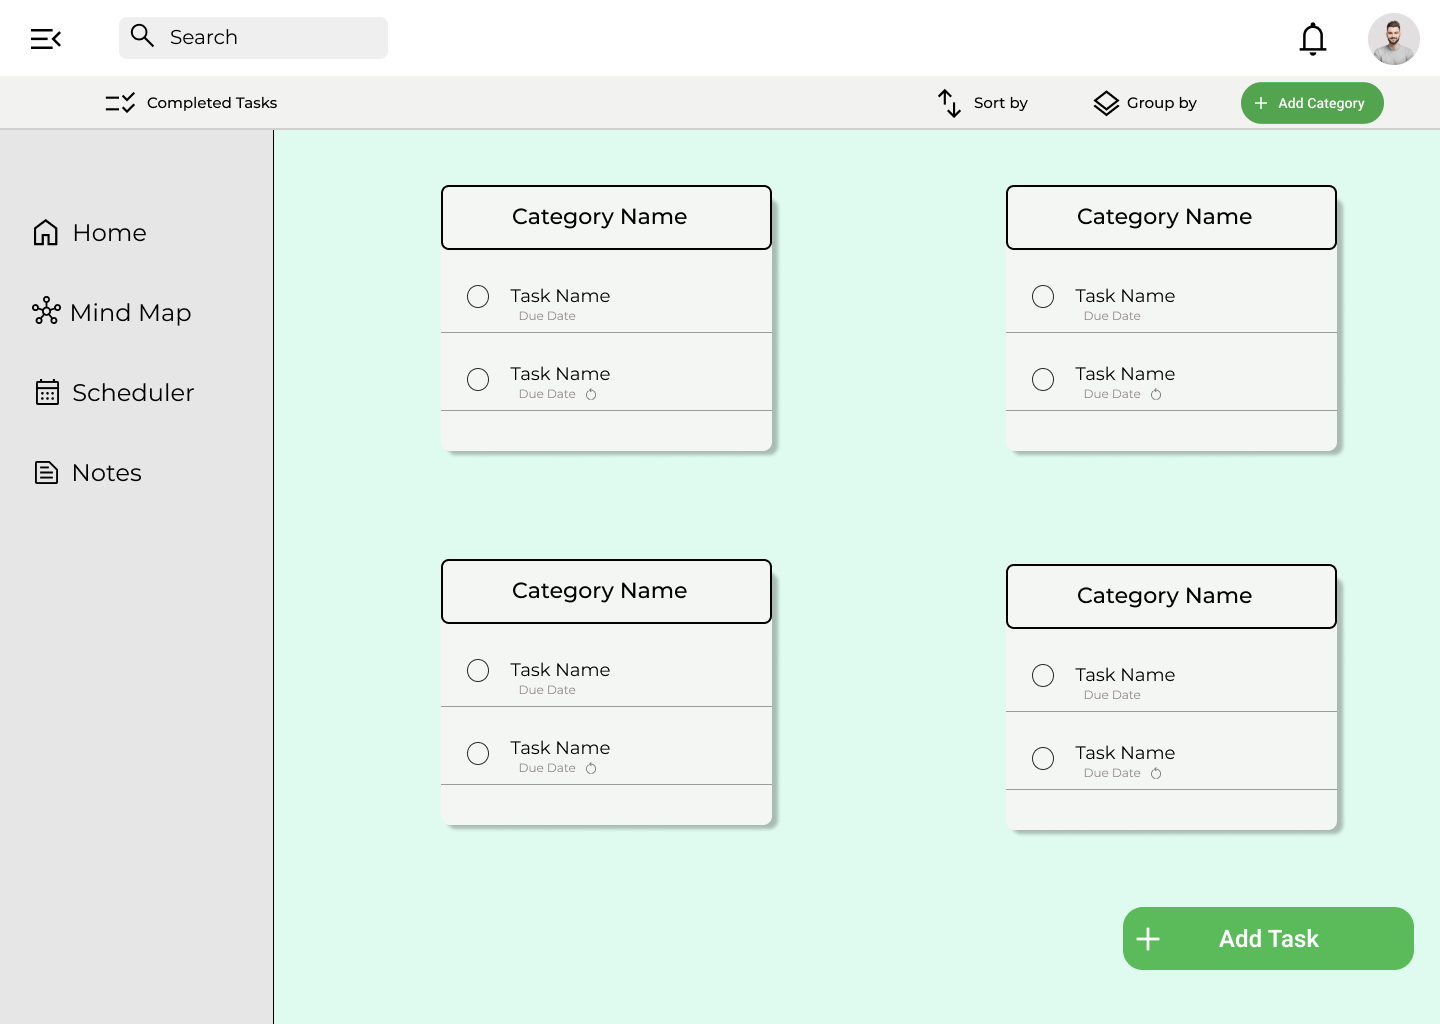 Search
Completed Tasks
Sort by
Group by
Add Category
Home
Mind Map
Scheduler
Notes
Category Name
Task Name
Due Date
Task Name
Due Date
Category Name
Task Name
Due Date
Task Name
Due Date
Category Name
Task Name
Due Date
Task Name
Due Date
Category Name
Task Name
Due Date
Task Name
Due Date
Add Task